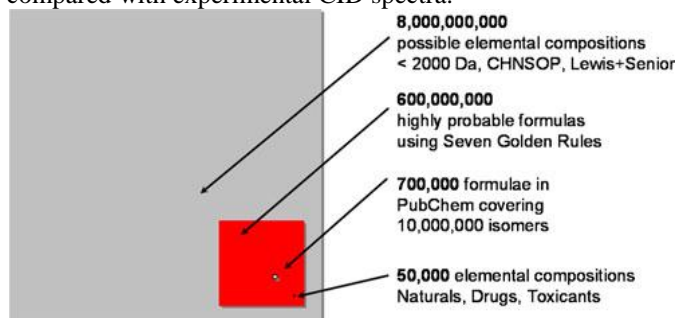 compared with experimental CID spectra.
8,000,000,000
possible elemental compositions
< 2000 Da, CHNSOP, Lewis+Senior
600,000,000
highly probable formulas
using Seven Golden Rules
700,000 formulae in
PubChem covering
10,000,000 isomers
50,000 elemental compositions
Naturals, Drugs, Toxicants